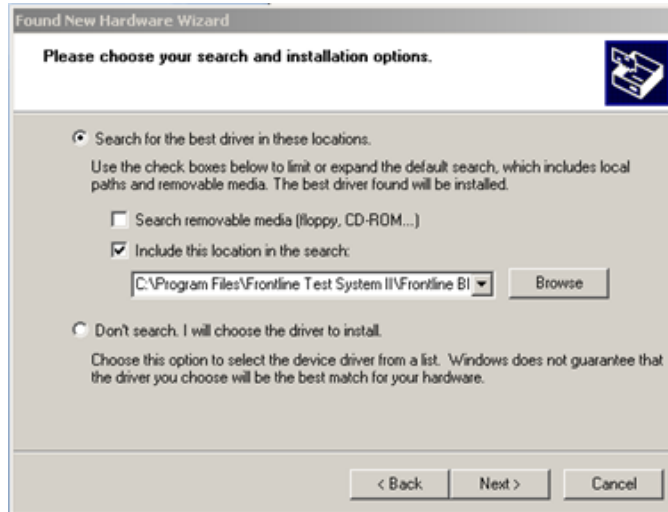 Found New Hardware Wizard
Please choose your search and installation options.
Search for the best driver in these locations.
Use the check boxes below to limit or expand the default search, which includes local
paths and removable media. The best driver found will be installed.
Search removable media (floppy, CD-ROM...)
Include this location in the search:
C:\Program Files\Frontline Test System II\Frontline Bl
Browse
Don't search. I will choose the driver to install.
Choose this option to select the device driver from a list. Windows does not guarantee that
the driver you choose will be the best match for your hardware.
< Back Next > Cancel